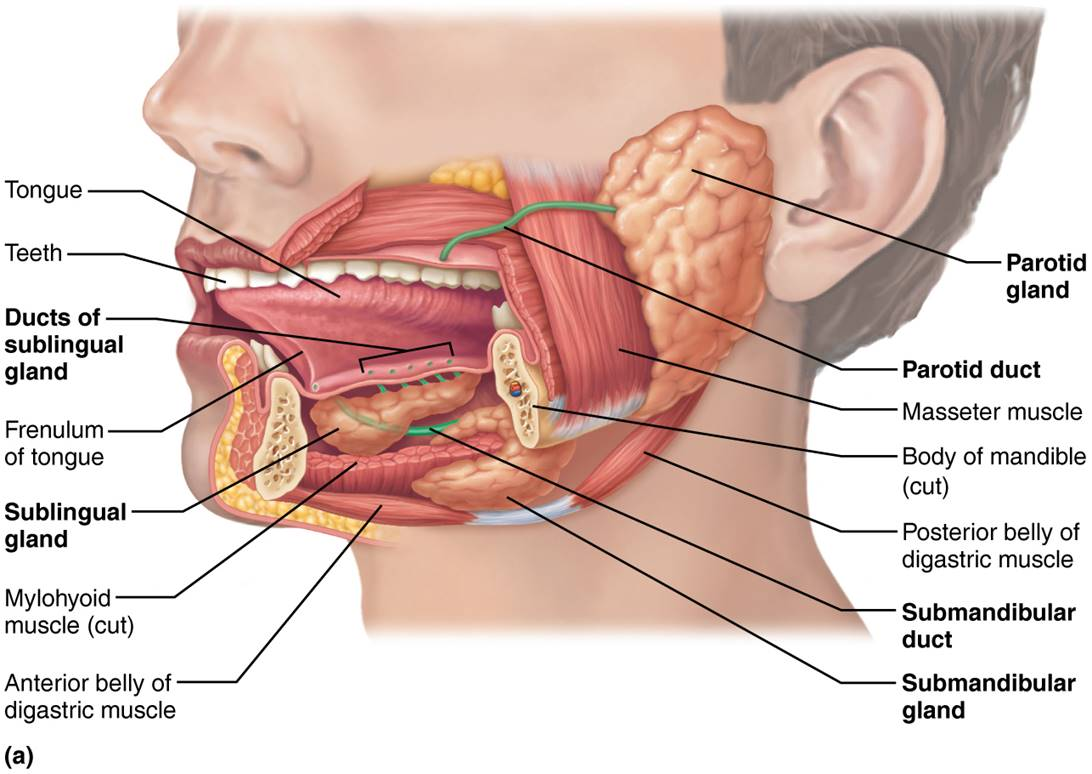 Tongue
Teeth
Ducts of
sublingual
gland
Frenulum
of tongue
Sublingual
gland
Mylohyoid
muscle (cut)
Anterior belly of
digastric muscle
(a)
Parotid
gland
Parotid duct
Masseter muscle
Body of mandible
(cut)
Posterior belly of
digastric muscle
Submandibular
duct
Submandibular
gland